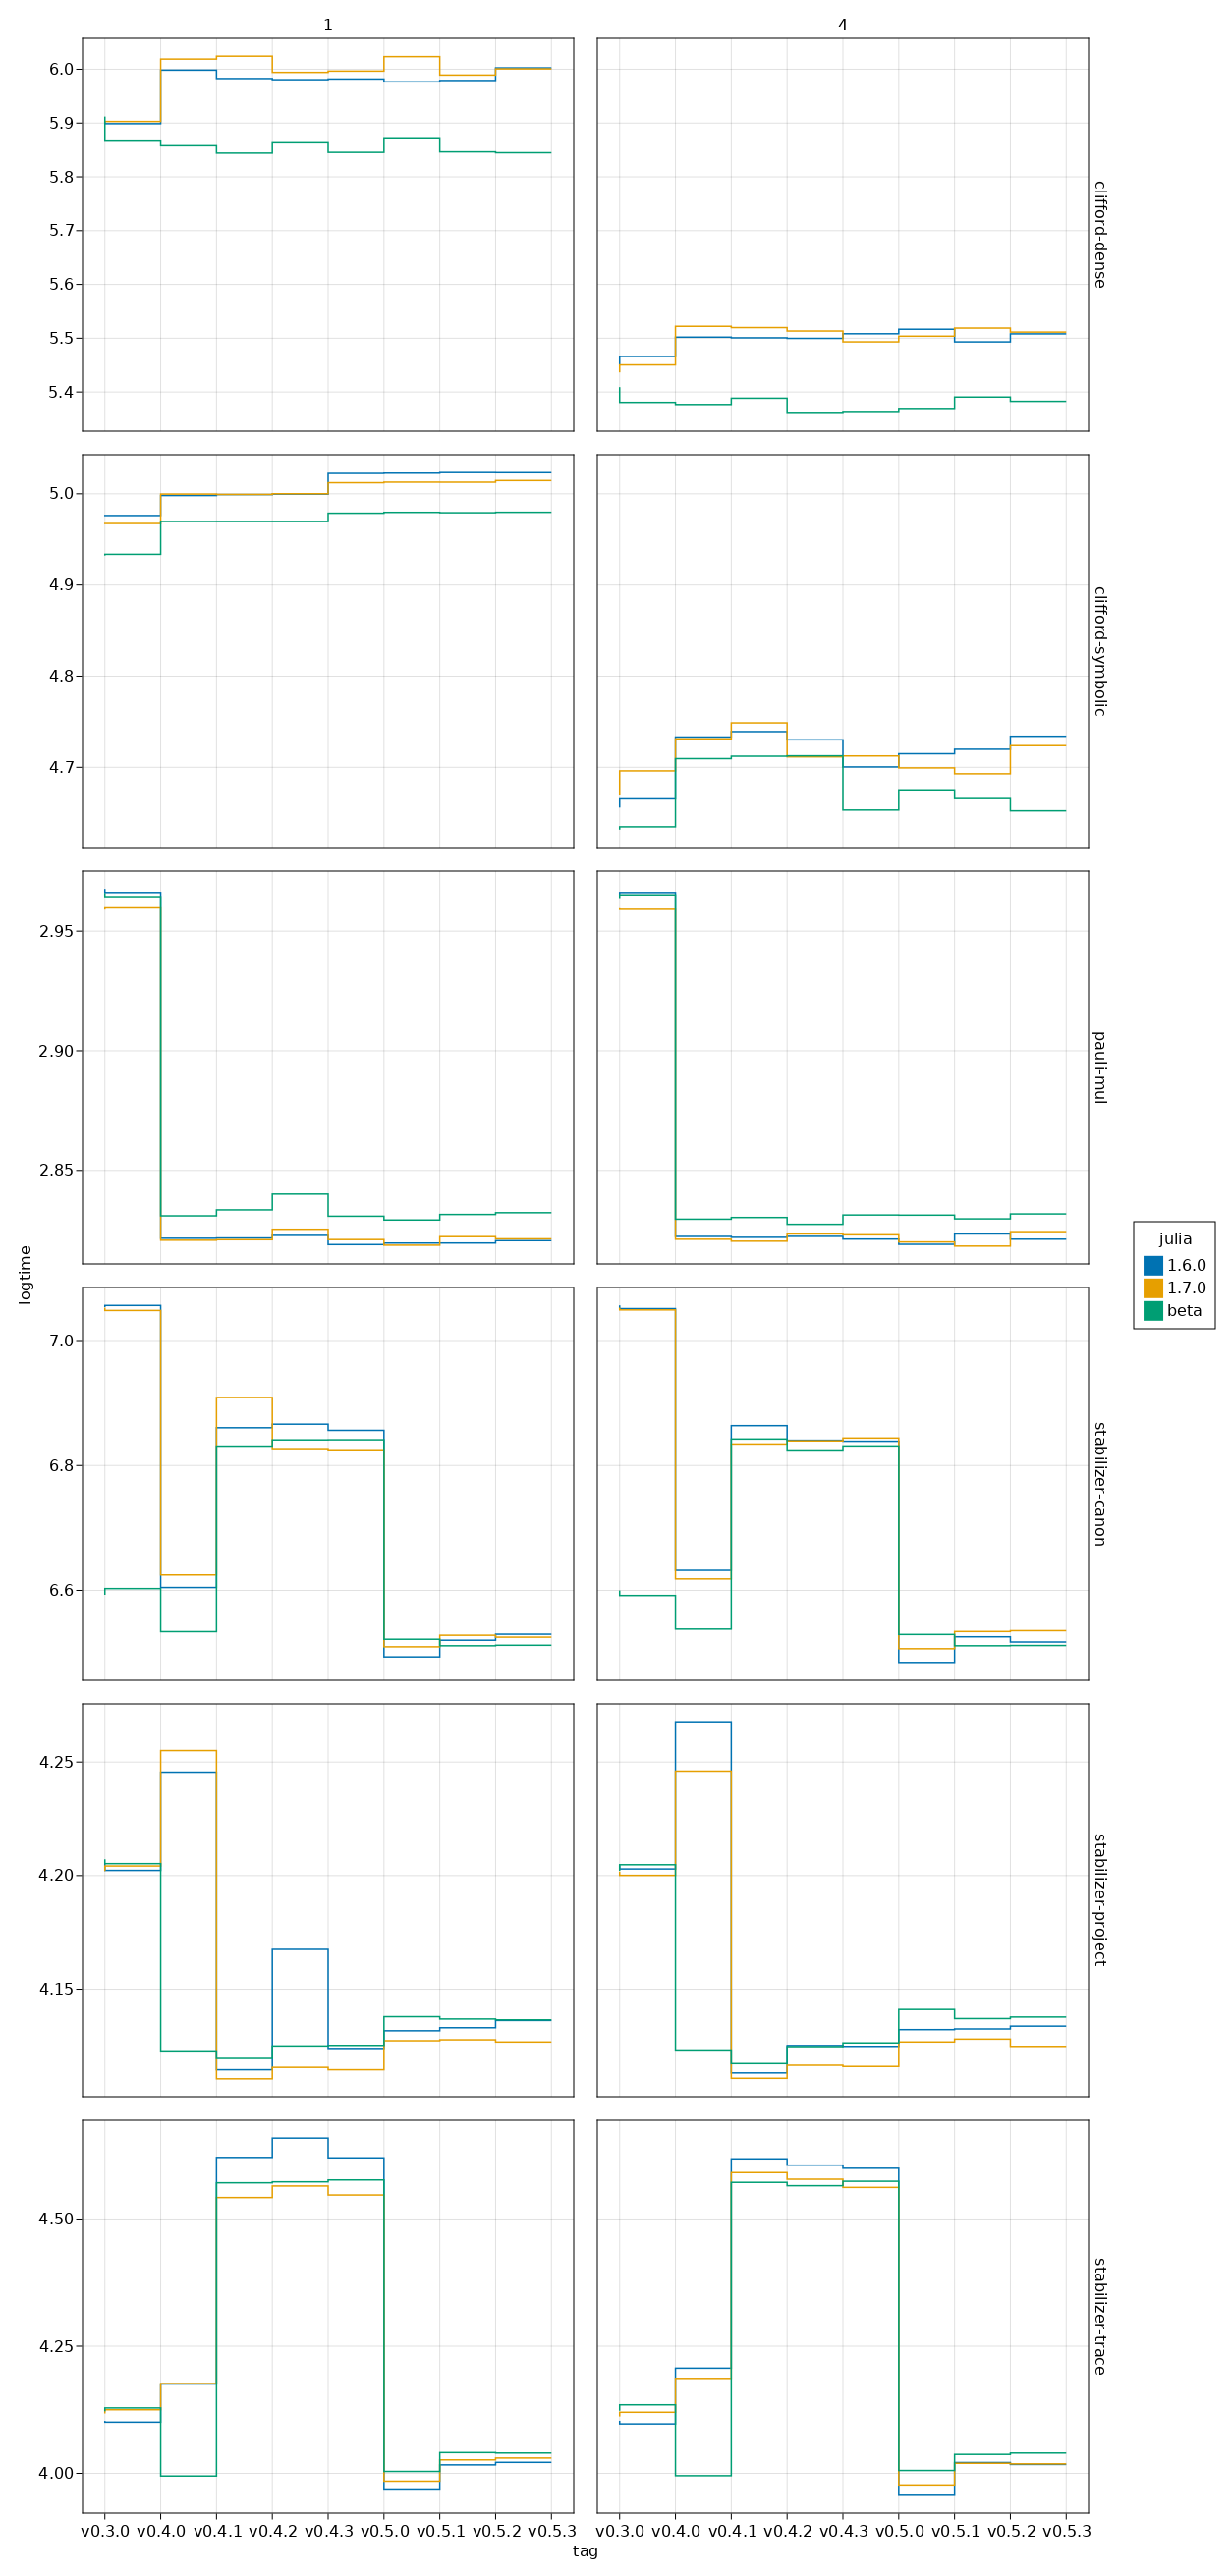 1
4
6.0
5.9
5.8
5.7
5.6
5.5
5.4
clifford-dense
5.0
4.9
4.8
4.7
clifford-symbolic
2.95
2.90
2.85
pauli-mul
logtime
julia
1.6.0
1.7.0
beta
7.0
6.8
6.6
stabilizer-canon
4.25
4.20
4.15
stabilizer-project
4.50
4.25
4.00
stabilizer-trace
v0.3.0 v0.4.0 v0.4.1 v0.4.2 v0.4.3 v0.5.0 v0.5.1 v0.5.2 v0.5.3
v0.3.0 v0.4.0 v0.4.1 v0.4.2 v0.4.3 v0.5.0 v0.5.1 v0.5.2 v0.5.3
tag